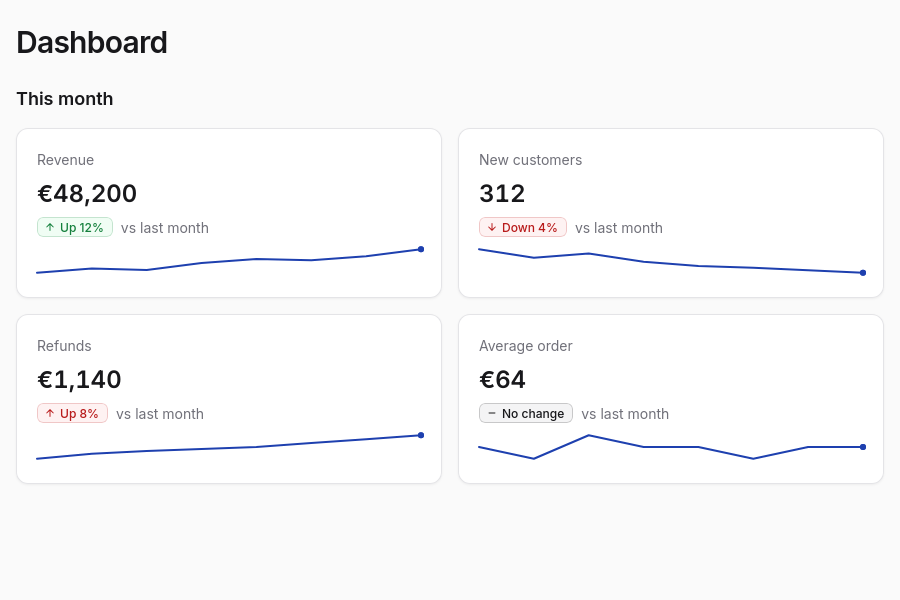 Dashboard
This month
Revenue
€48,200
↑ Up 12% vs last month
New customers
312
↓ Down 4% vs last month
Refunds
€1,140
↑ Up 8% vs last month
Average order
€64
– No change vs last month